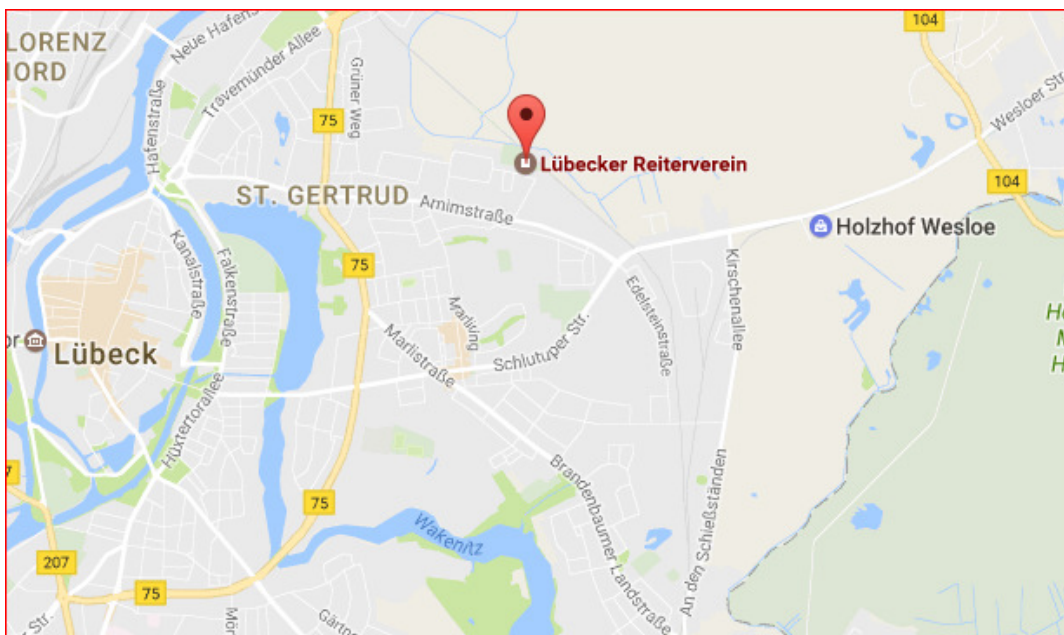 LORENZ
NORD
Neue Hafens
Travemünder Allee
Grüner Weg
104
75
Hafenstraße
Lübecker Reiterverein
Wesloer Str.
104
ST. GERTRUD
Arnimstraße
Holzhof Wesloe
Kanalstraße
Falkenstraße
75
Edelsteinstraße
Kirschenallee
Marliring
Marlistraße
Schlutuper Str.
Lübeck
Hüxtertorallee
Brandenbaumer Landstraße
An den Schießständen
75
Wakenitz
207
75
Str.